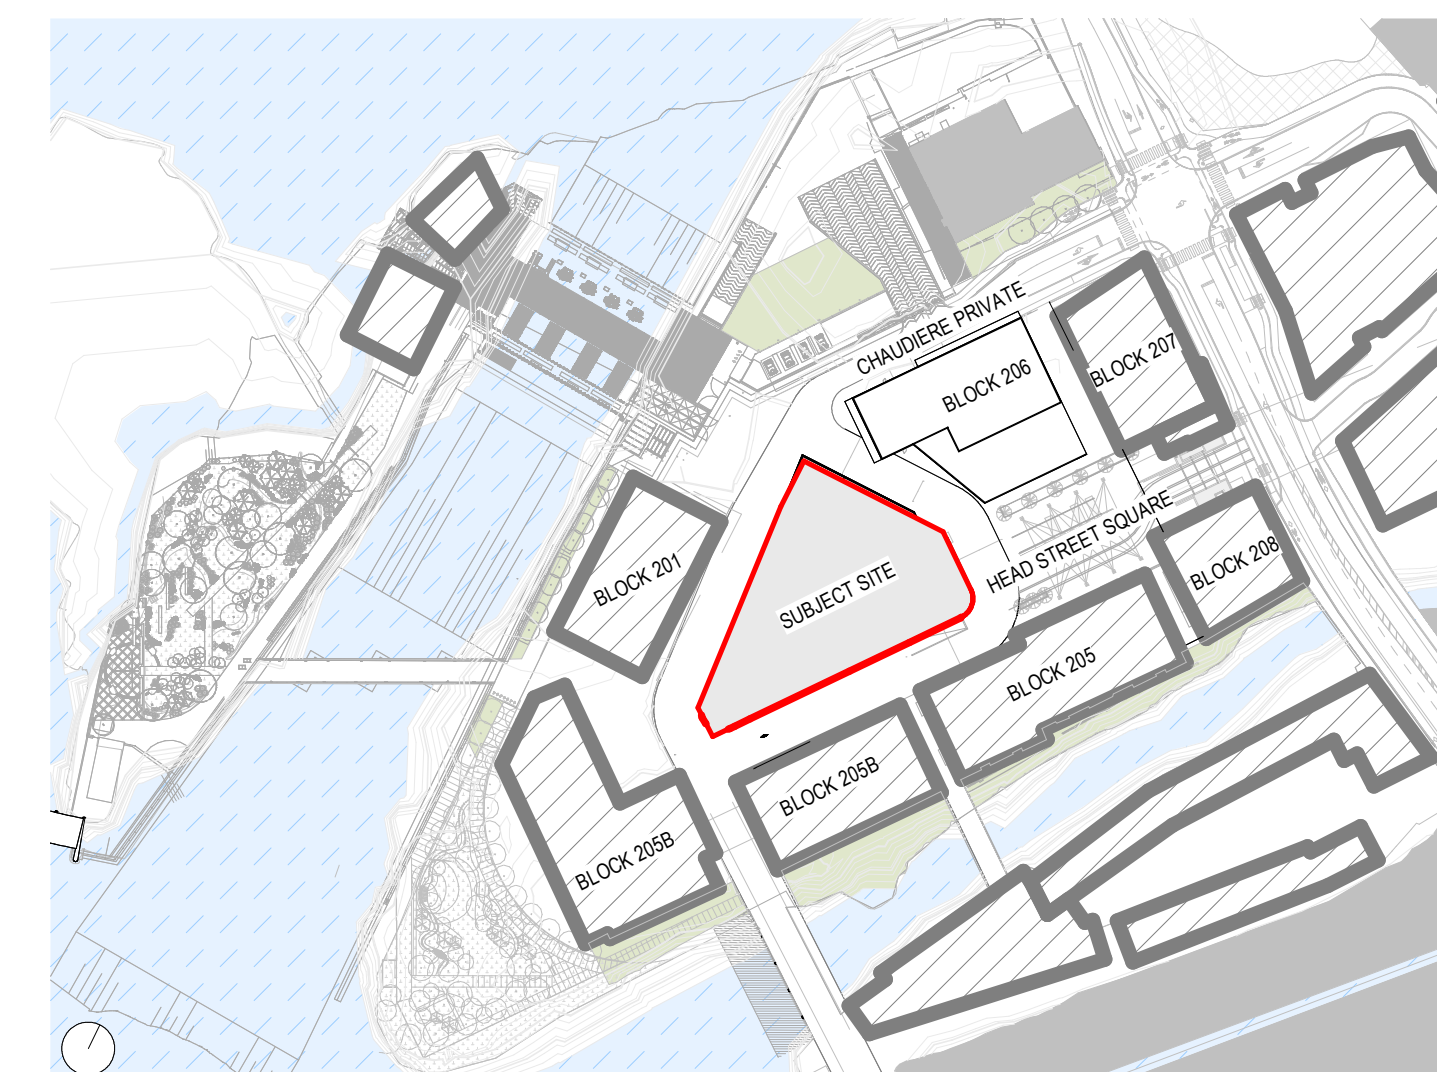 CHAUDIERE PRIVATE
BLOCK 206
BLOCK 207
HEAD STREET SQUARE
BLOCK 208
BLOCK 201
SUBJECT SITE
BLOCK 205
BLOCK 205B
BLOCK 205B